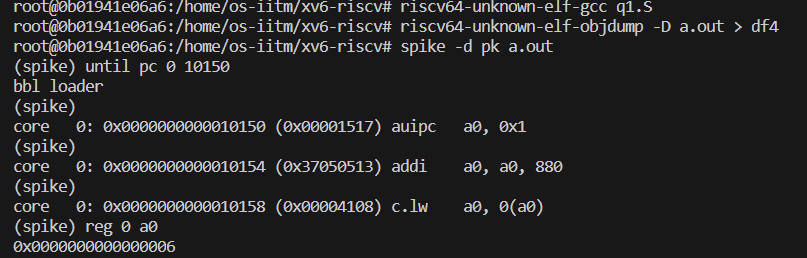 root@0b01941e06a6:/home/os-iitm/xv6-riscv# riscv64-unknown-elf-gcc q1.S
root@0b01941e06a6:/home/os-iitm/xv6-riscv# riscv64-unknown-elf-objdump -D a.out > df4
root@0b01941e06a6:/home/os-iitm/xv6-riscv# spike -d pk a.out
(spike) until pc 0 10150
bbl loader
(spike)
core   0: 0x0000000000010150 (0x00001517) auipc   a0, 0x1
(spike)
core   0: 0x0000000000010154 (0x37050513) addi    a0, a0, 880
(spike)
core   0: 0x0000000000010158 (0x00004108) c.lw    a0, 0(a0)
(spike) reg 0 a0
0x0000000000000006